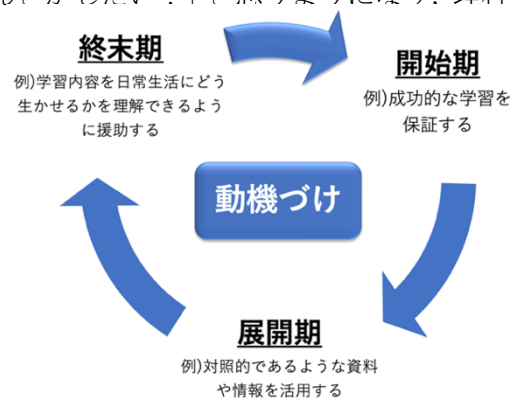 終末期
例)学習内容を日常生活にどう
生かせるかを理解できるよう
に援助する
開始期
例)成功的な学習を
保証する
動機づけ
展開期
例)対照的であるような資料
や情報を活用する